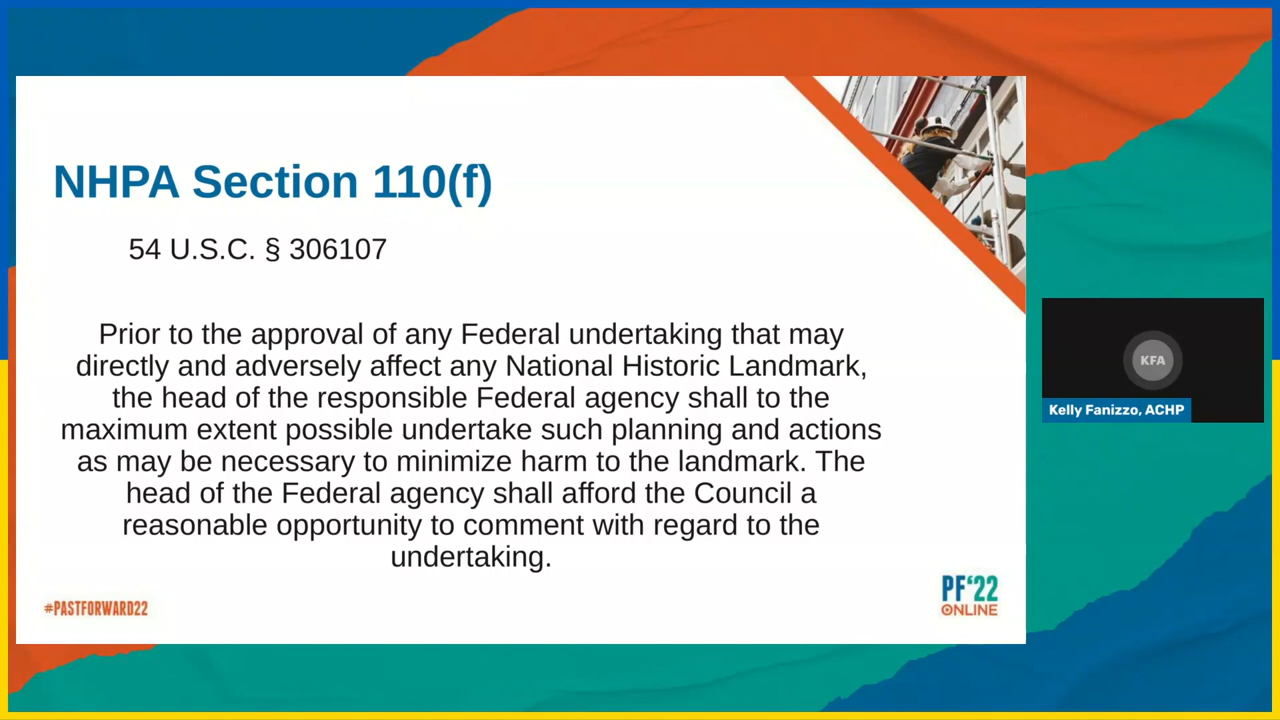 NHPA Section 110(f)
54 U.S.C. § 306107
Prior to the approval of any Federal undertaking that may
directly and adversely affect any National Historic Landmark,
the head of the responsible Federal agency shall to the
maximum extent possible undertake such planning and actions
as may be necessary to minimize harm to the landmark. The
head of the Federal agency shall afford the Council a
reasonable opportunity to comment with regard to the
undertaking.
#PASTFORWARD22
PF‘22
ONLINE
KFA
Kelly Fanizzo, ACHP